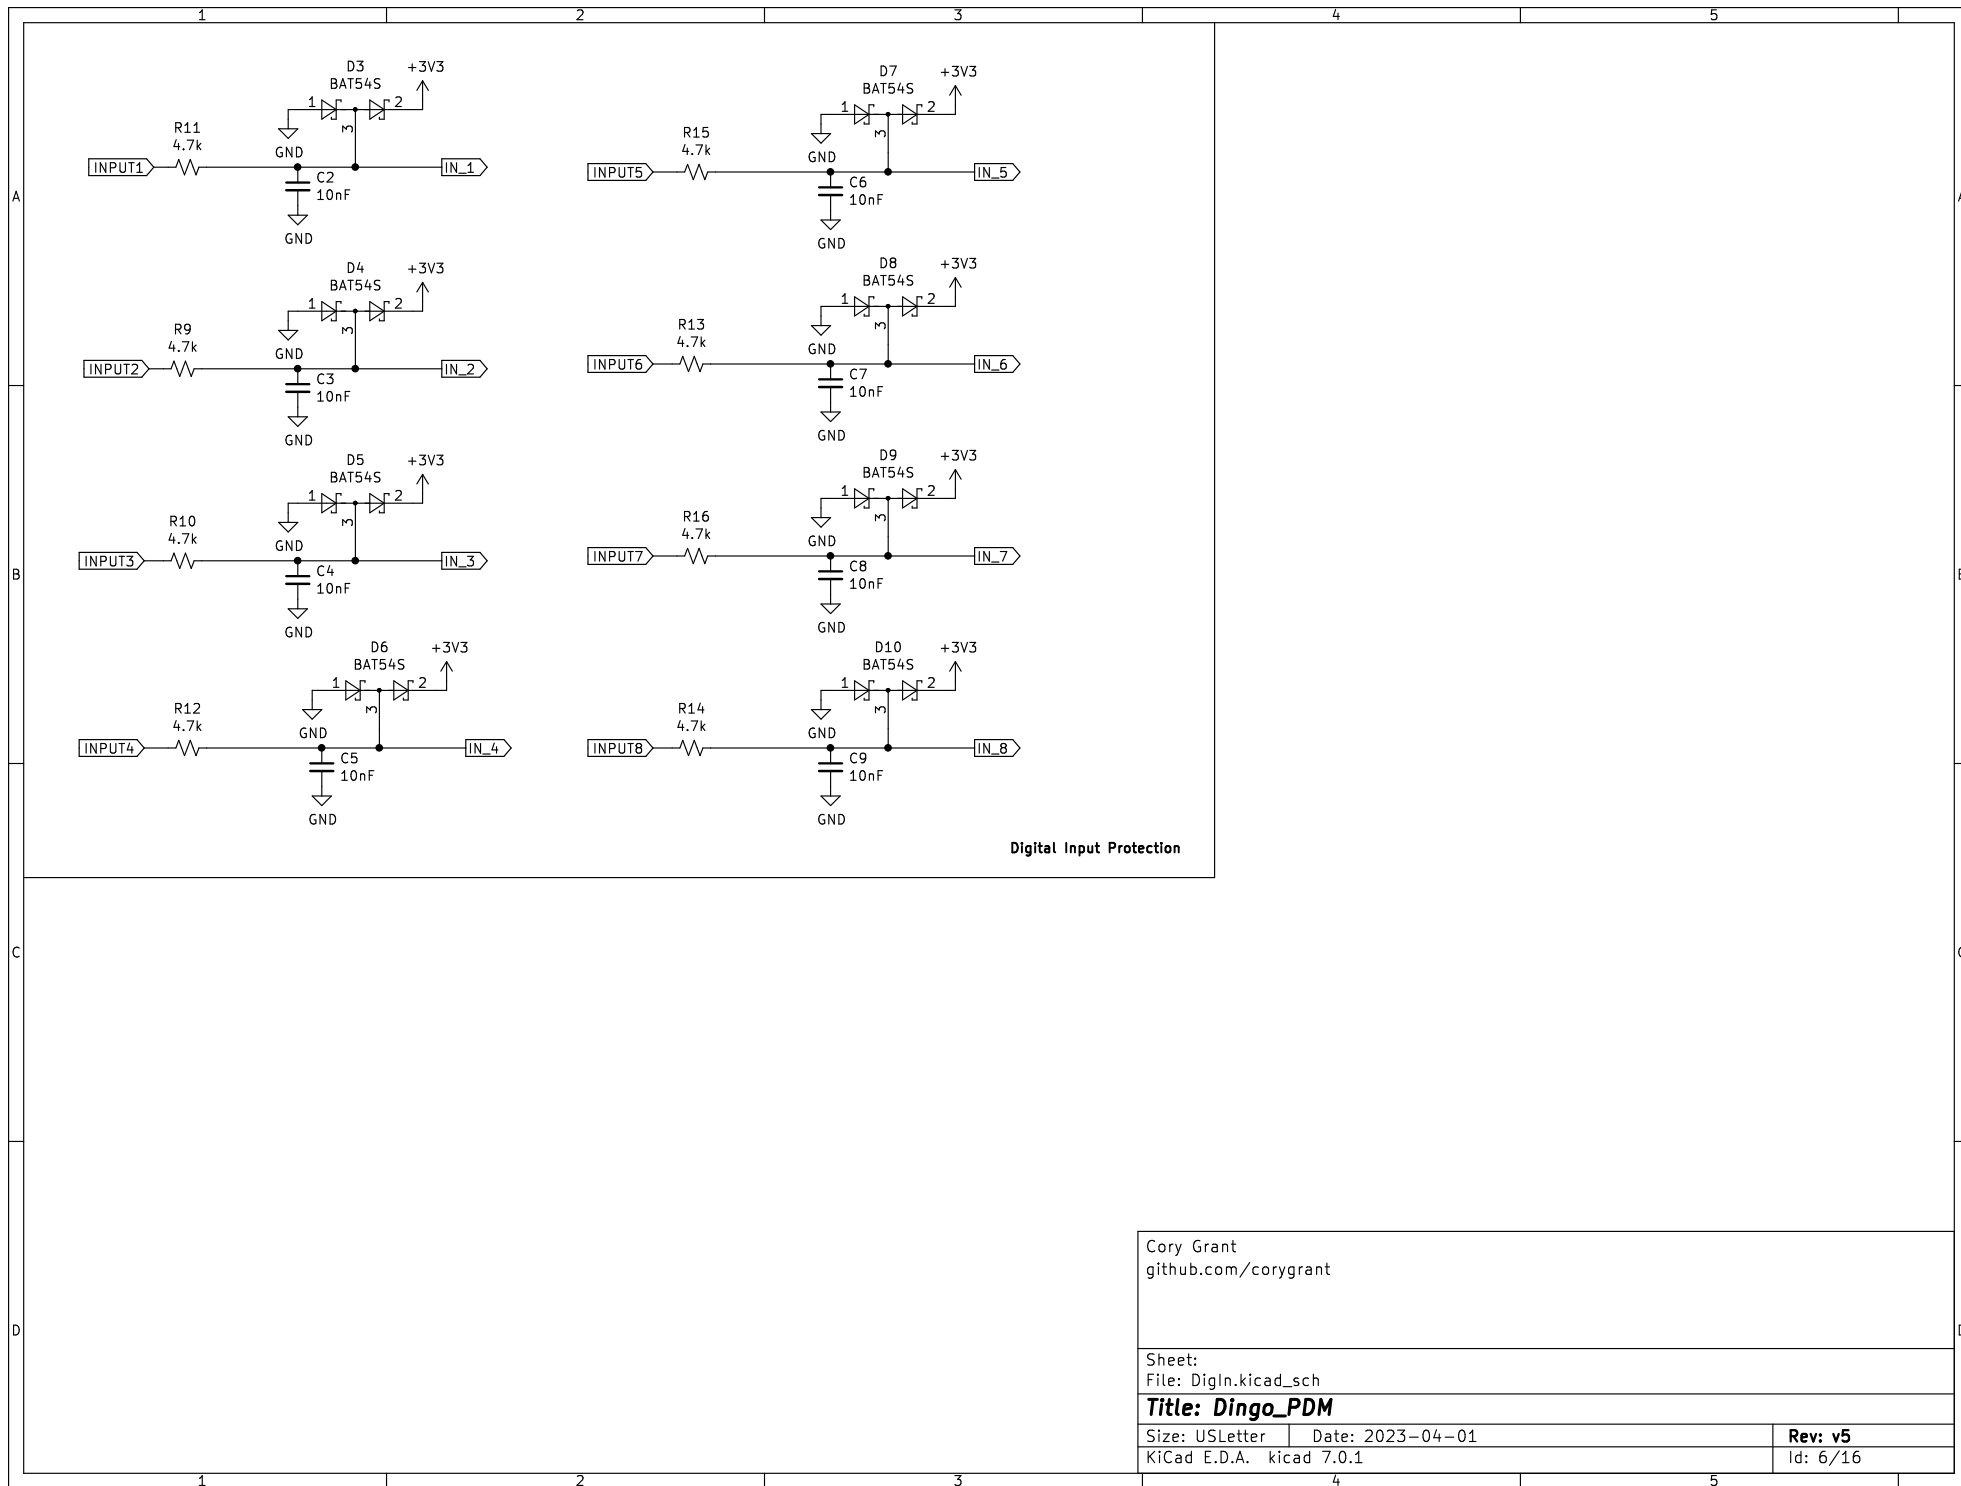 1 2 3 4 5
A
B
C
D
D3
BAT54S
+3V3
1 2
3
GND
R11
4.7k
INPUT1
IN_1
C2
10nF
GND
D4
BAT54S
+3V3
1 2
3
GND
R9
4.7k
INPUT2
IN_2
C3
10nF
GND
D5
BAT54S
+3V3
1 2
3
GND
R10
4.7k
INPUT3
IN_3
C4
10nF
GND
D6
BAT54S
+3V3
1 2
3
GND
R12
4.7k
INPUT4
IN_4
C5
10nF
GND
D7
BAT54S
+3V3
1 2
3
GND
R15
4.7k
INPUT5
IN_5
C6
10nF
GND
D8
BAT54S
+3V3
1 2
3
GND
R13
4.7k
INPUT6
IN_6
C7
10nF
GND
D9
BAT54S
+3V3
1 2
3
GND
R16
4.7k
INPUT7
IN_7
C8
10nF
GND
D10
BAT54S
+3V3
1 2
3
GND
R14
4.7k
INPUT8
IN_8
C9
10nF
GND
Digital Input Protection
Cory Grant
github.com/corygrant
Sheet:
File: DigIn.kicad_sch
Title: Dingo_PDM
Size: USLetter Date: 2023-04-01 Rev: v5
KiCad E.D.A. kicad 7.0.1 Id: 6/16
1 2 3 4 5